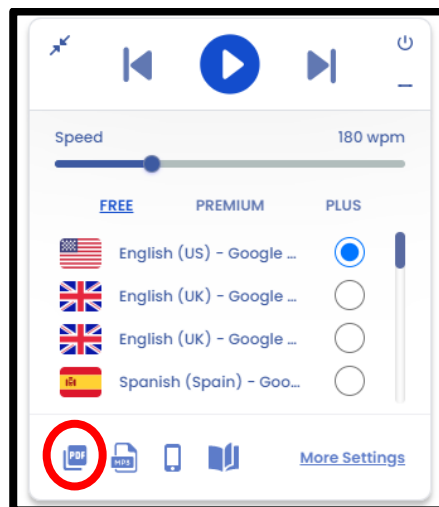 Speed 180 wpm
FREE PREMIUM PLUS
English (US) - Google ...
English (UK) - Google ...
English (UK) - Google ...
Spanish (Spain) - Goo...
PDF MP3 More Settings